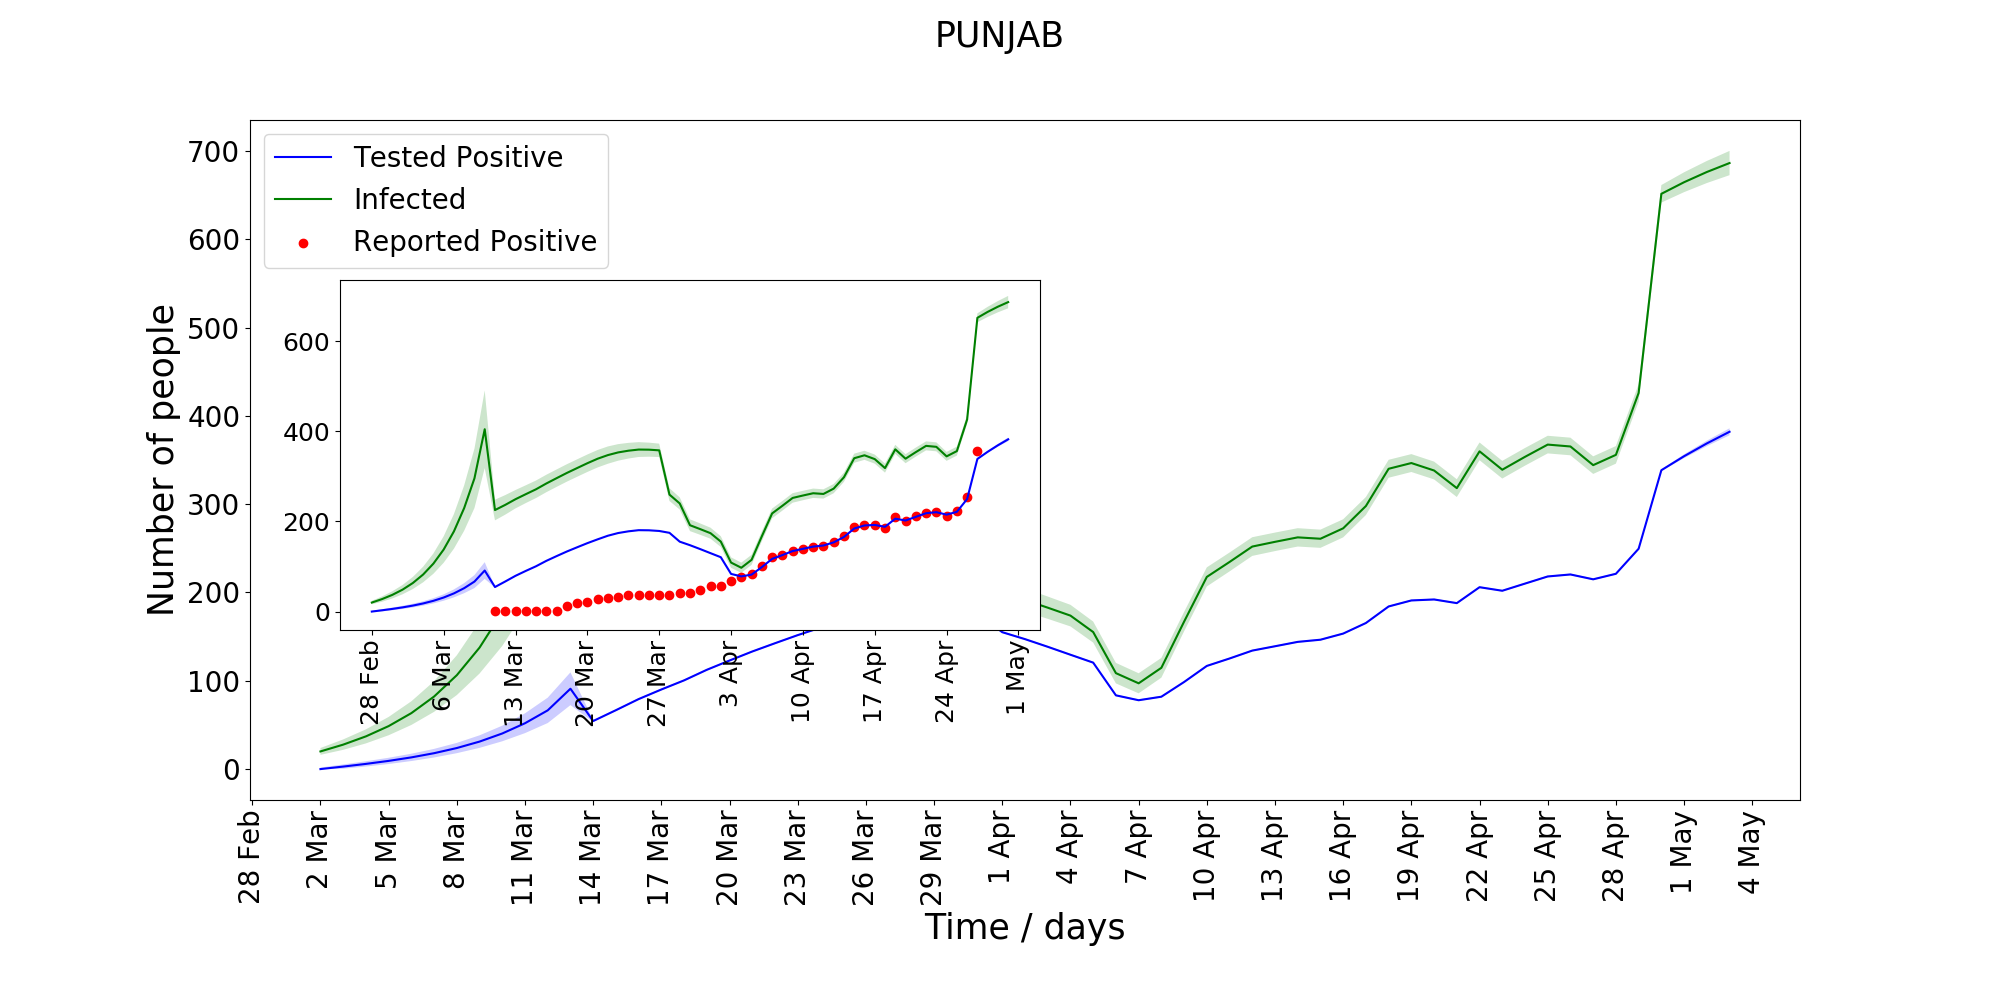 PUNJAB
Tested Positive
Infected
Reported Positive
Number of people
700
600
500
400
300
200
100
0
600
400
200
0
28 Feb
6 Mar
13 Mar
20 Mar
27 Mar
3 Apr
10 Apr
17 Apr
24 Apr
1 May
28 Feb
2 Mar
5 Mar
8 Mar
11 Mar
14 Mar
17 Mar
20 Mar
23 Mar
26 Mar
29 Mar
1 Apr
4 Apr
7 Apr
10 Apr
13 Apr
16 Apr
19 Apr
22 Apr
25 Apr
28 Apr
1 May
4 May
Time / days